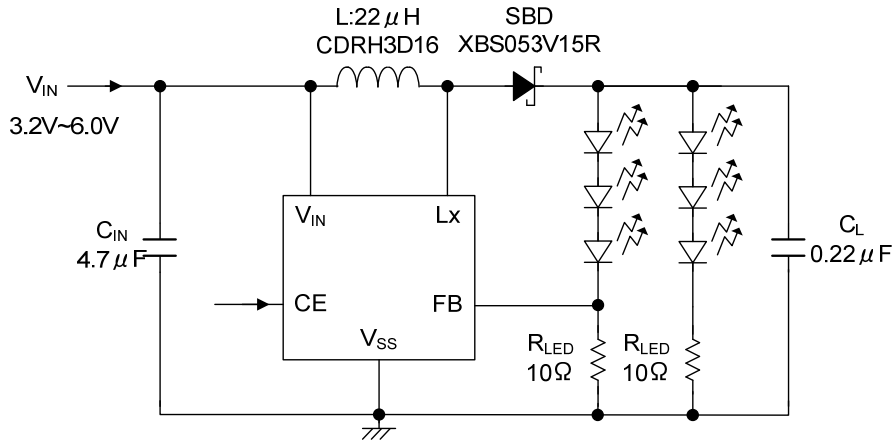 L:22μH
CDRH3D16
SBD
XBS053V15R
VIN
3.2V~6.0V
VIN
Lx
CIN
4.7μF
CL
0.22μF
CE
FB
VSS
RLED
10Ω
RLED
10Ω